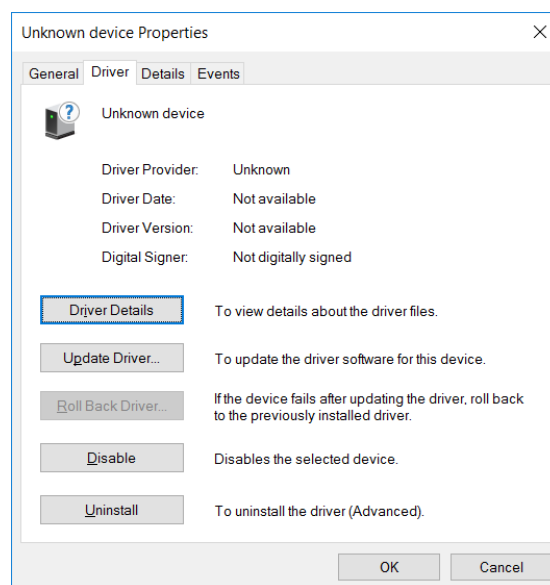 Unknown device Properties
General Driver Details Events
Unknown device
Driver Provider: Unknown
Driver Date: Not available
Driver Version: Not available
Digital Signer: Not digitally signed
Driver Details To view details about the driver files.
Update Driver... To update the driver software for this device.
Roll Back Driver... If the device fails after updating the driver, roll back
to the previously installed driver.
Disable Disables the selected device.
Uninstall To uninstall the driver (Advanced).
OK Cancel